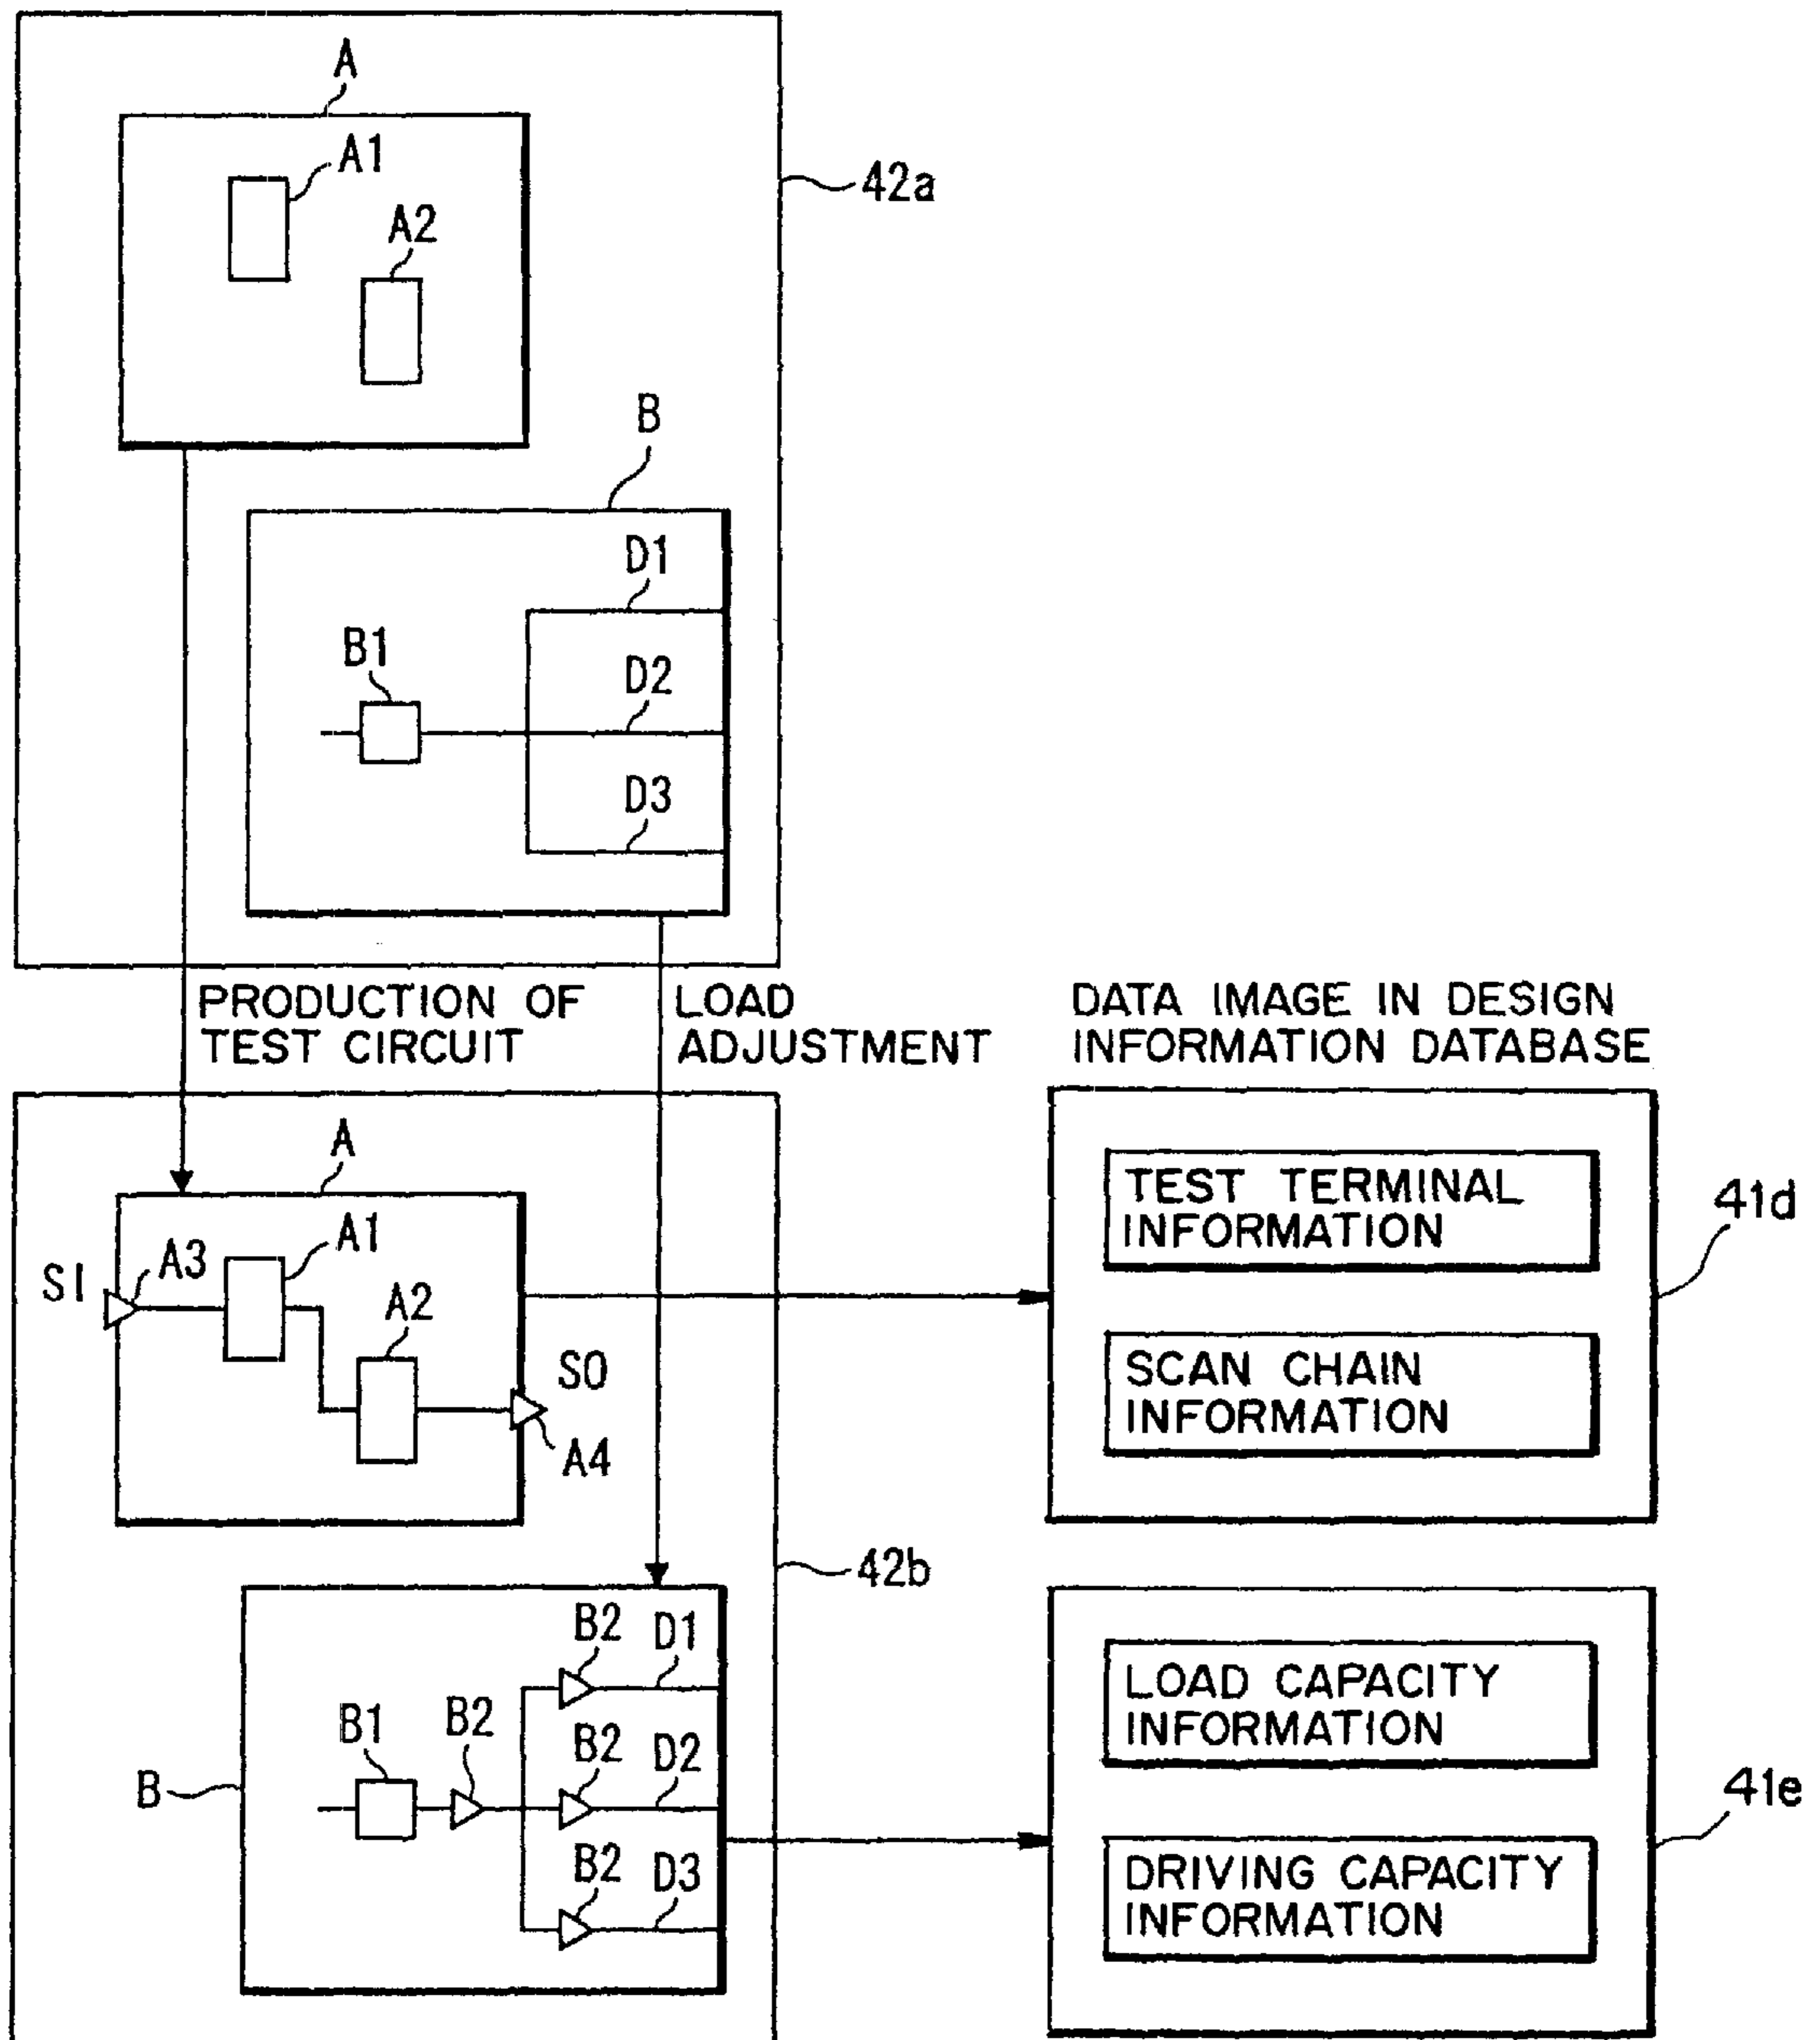 A
A1
42a
A2
B
D1
B1
D2
D3
PRODUCTION OF
TEST CIRCUIT
LOAD
ADJUSTMENT
DATA IMAGE IN DESIGN
INFORMATION DATABASE
A
A1
SI
A3
A2
SO
A4
TEST TERMINAL
INFORMATION
41d
SCAN CHAIN
INFORMATION
42b
B2
D1
B1
B2
B2
D2
B
B2
D3
LOAD CAPACITY
INFORMATION
41e
DRIVING CAPACITY
INFORMATION